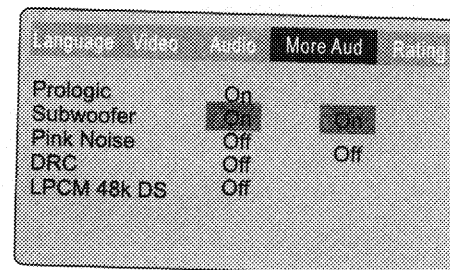 Language Video Audio More Aud Rating
Prologic On
Subwoofer On On
Pink Noise Off Off
DRC Off
LPCM 48k DS Off